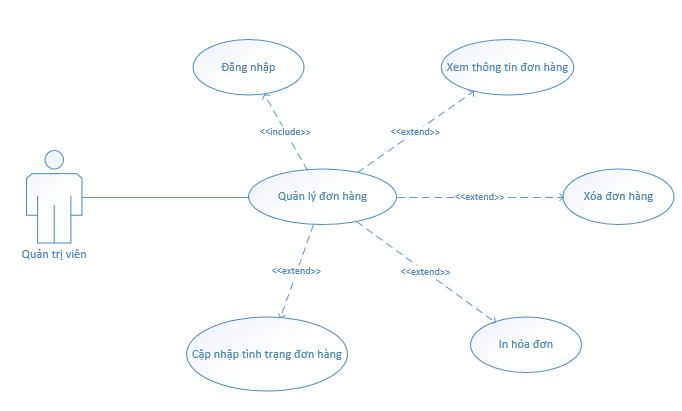 Đăng nhập
Xem thông tin đơn hàng
<<include>>
<<extend>>
Quản lý đơn hàng
<<extend>>
Xóa đơn hàng
Quản trị viên
<<extend>>
<<extend>>
Cập nhập tình trạng đơn hàng
In hóa đơn